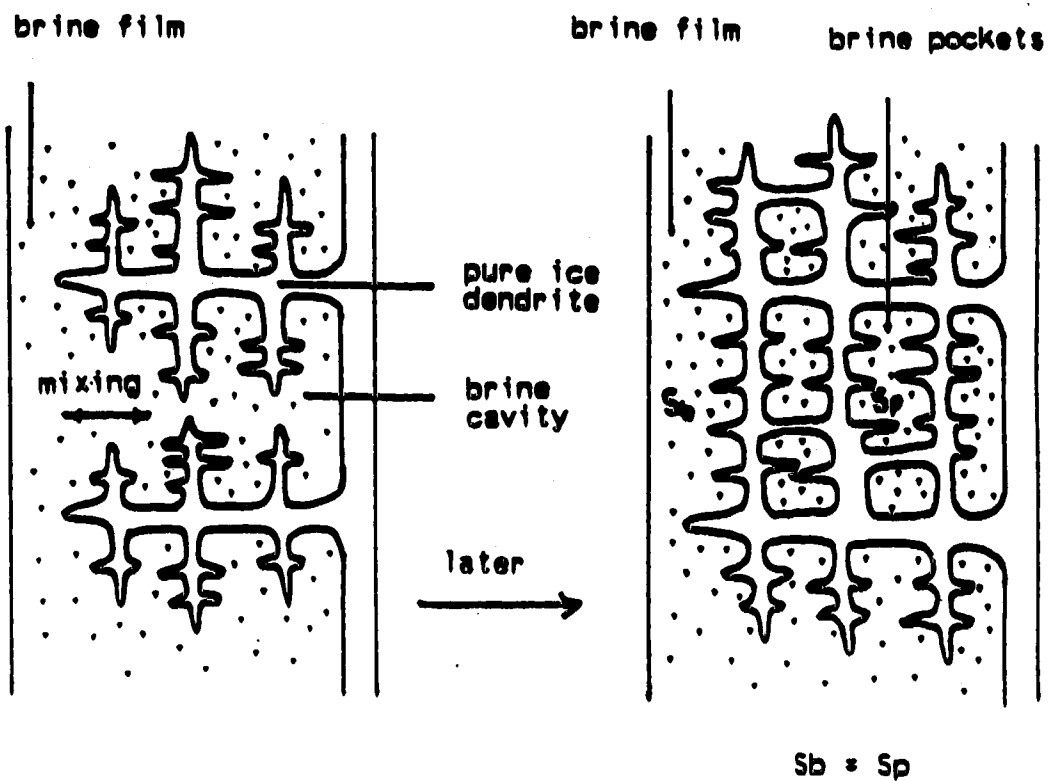 brine film
brine film
brine pockets
pure ice
dendrite
mixing
brine
cavity
Sb
Sp
later
Sb = Sp